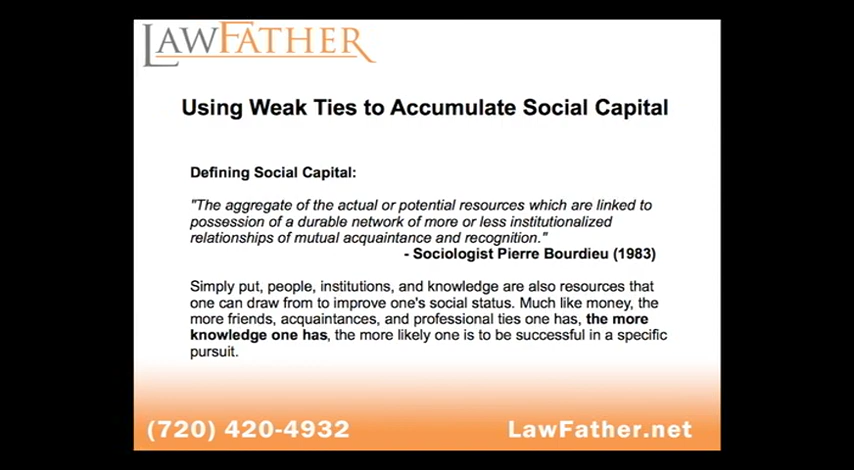 LAWFATHER
Using Weak Ties to Accumulate Social Capital
Defining Social Capital:
"The aggregate of the actual or potential resources which are linked to
possession of a durable network of more or less institutionalized
relationships of mutual acquaintance and recognition."
- Sociologist Pierre Bourdieu (1983)
Simply put, people, institutions, and knowledge are also resources that
one can draw from to improve one's social status. Much like money, the
more friends, acquaintances, and professional ties one has, the more
knowledge one has, the more likely one is to be successful in a specific
pursuit.
(720) 420-4932
LawFather.net